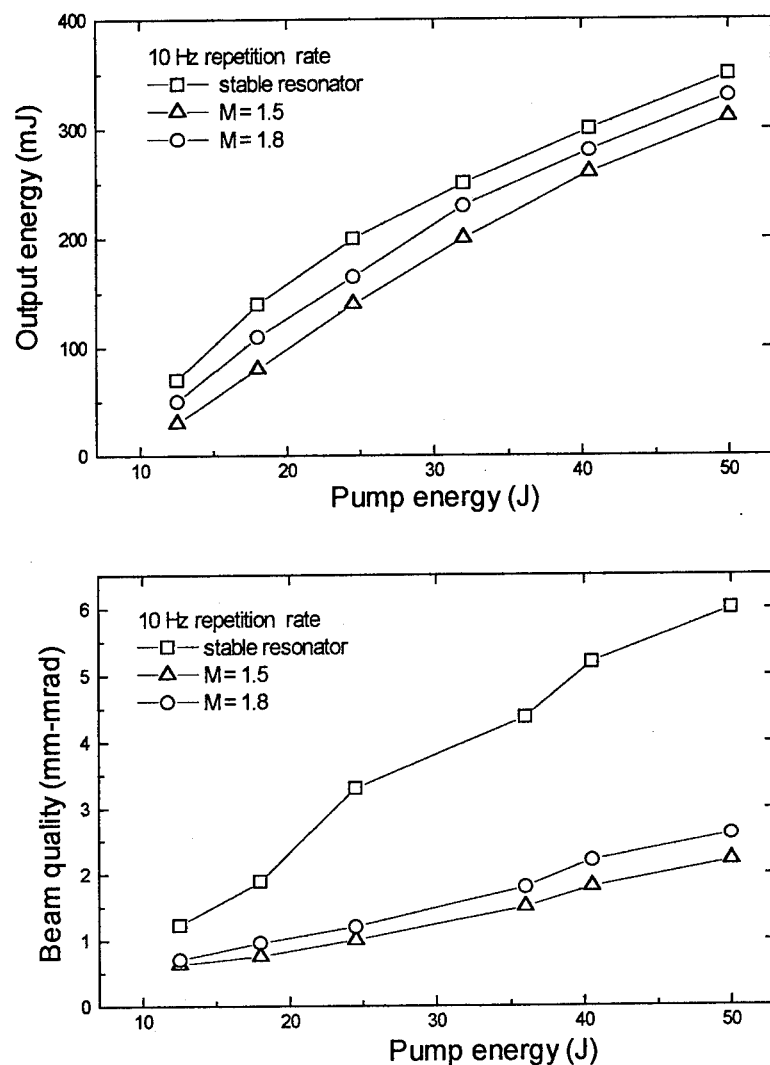 400
300
200
100
0
Output energy (mJ)
10 Hz repetition rate
stable resonator
M = 1.5
M = 1.8
10
20
30
40
50
Pump energy (J)
6
5
4
3
2
1
0
Beam quality (mm-mrad)
10 Hz repetition rate
stable resonator
M = 1.5
M = 1.8
10
20
30
40
50
Pump energy (J)